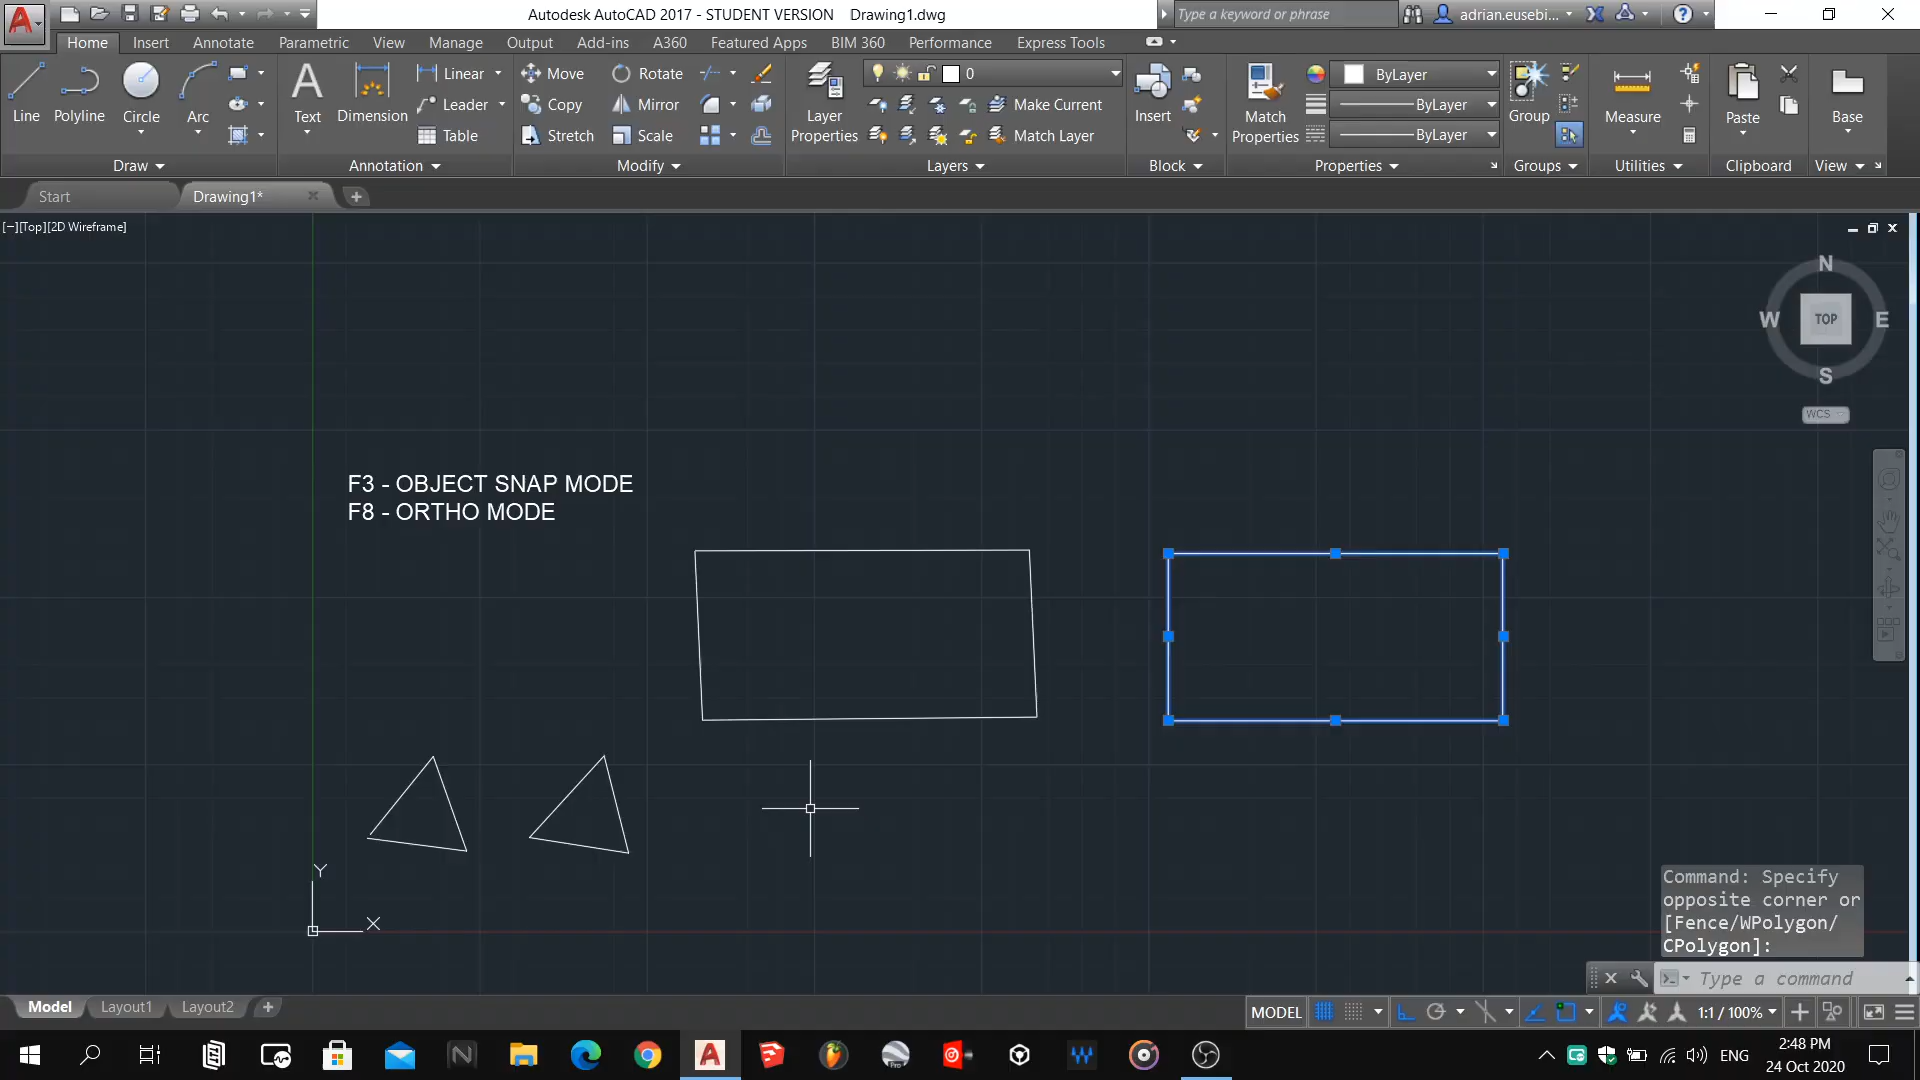 Autodesk AutoCAD 2017 - STUDENT VERSION Drawing1.dwg
Type a keyword or phrase
adrian.eusebi...
Home Insert Annotate Parametric View Manage Output Add-ins A360 Featured Apps BIM 360 Performance Express Tools
Line Polyline Circle Arc
Draw
Text Dimension
Linear
Leader
Table
Annotation
Move Rotate
Copy Mirror
Stretch Scale
Modify
Layer Properties
0
Make Current
Match Layer
Layers
Insert
Block
Match Properties
ByLayer
ByLayer
ByLayer
Properties
Group
Groups
Measure
Utilities
Paste
Clipboard
Base
View
Start Drawing1*
[−][Top][2D Wireframe]
N
W TOP E
S
WCS
F3 - OBJECT SNAP MODE
F8 - ORTHO MODE
Y
X
Command: Specify
opposite corner or
[Fence/WPolygon/
CPolygon]:
Type a command
Model Layout1 Layout2
MODEL
1:1 / 100%
ENG
2:48 PM
24 Oct 2020